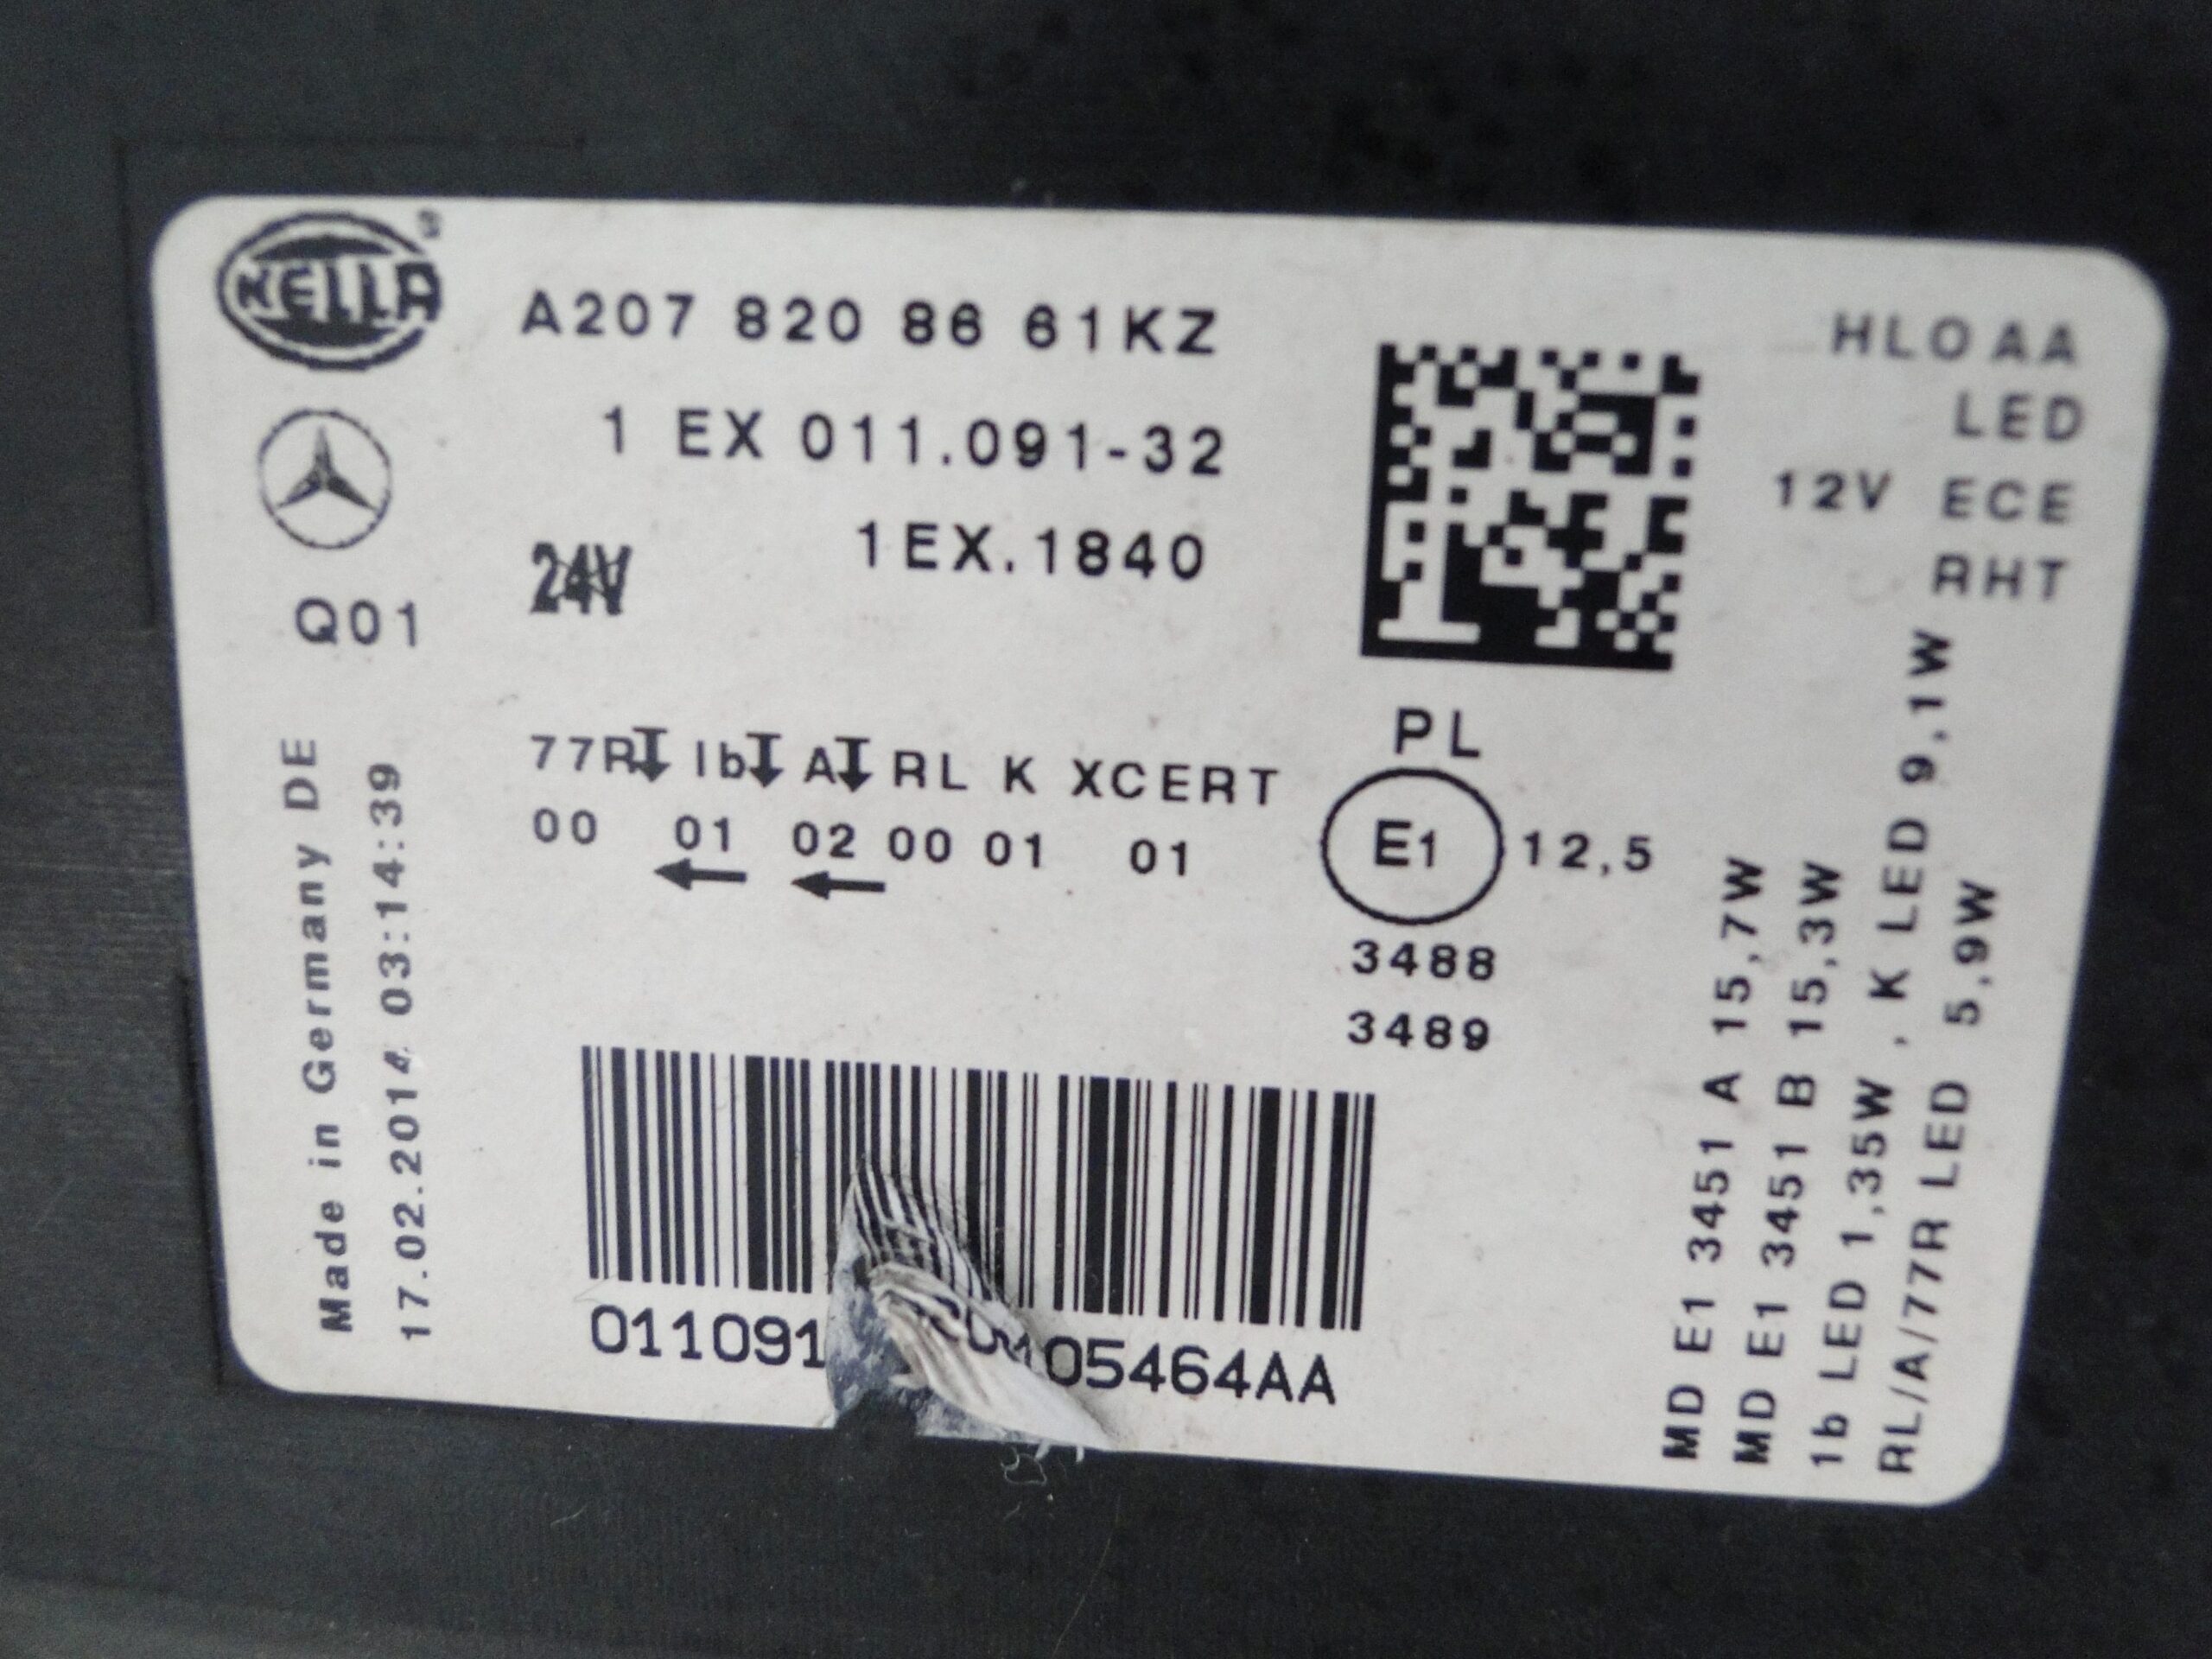 HELLA
A207 820 86 61KZ
1 EX 011.091-32
24V 1EX.1840
Q01
HLOAA
LED
12V ECE
RHT
77R Ib A RL K XCERT
00 01 02 00 01 01
PL
E1 12,5
3488
3489
Made in Germany DE
17.02.2014 03:14:39
011091
05464AA
MD E1 3451 A 15,7W
MD E1 3451 B 15,3W
1b LED 1,35W , K LED 9,1W
RL/A/77R LED 5,9W